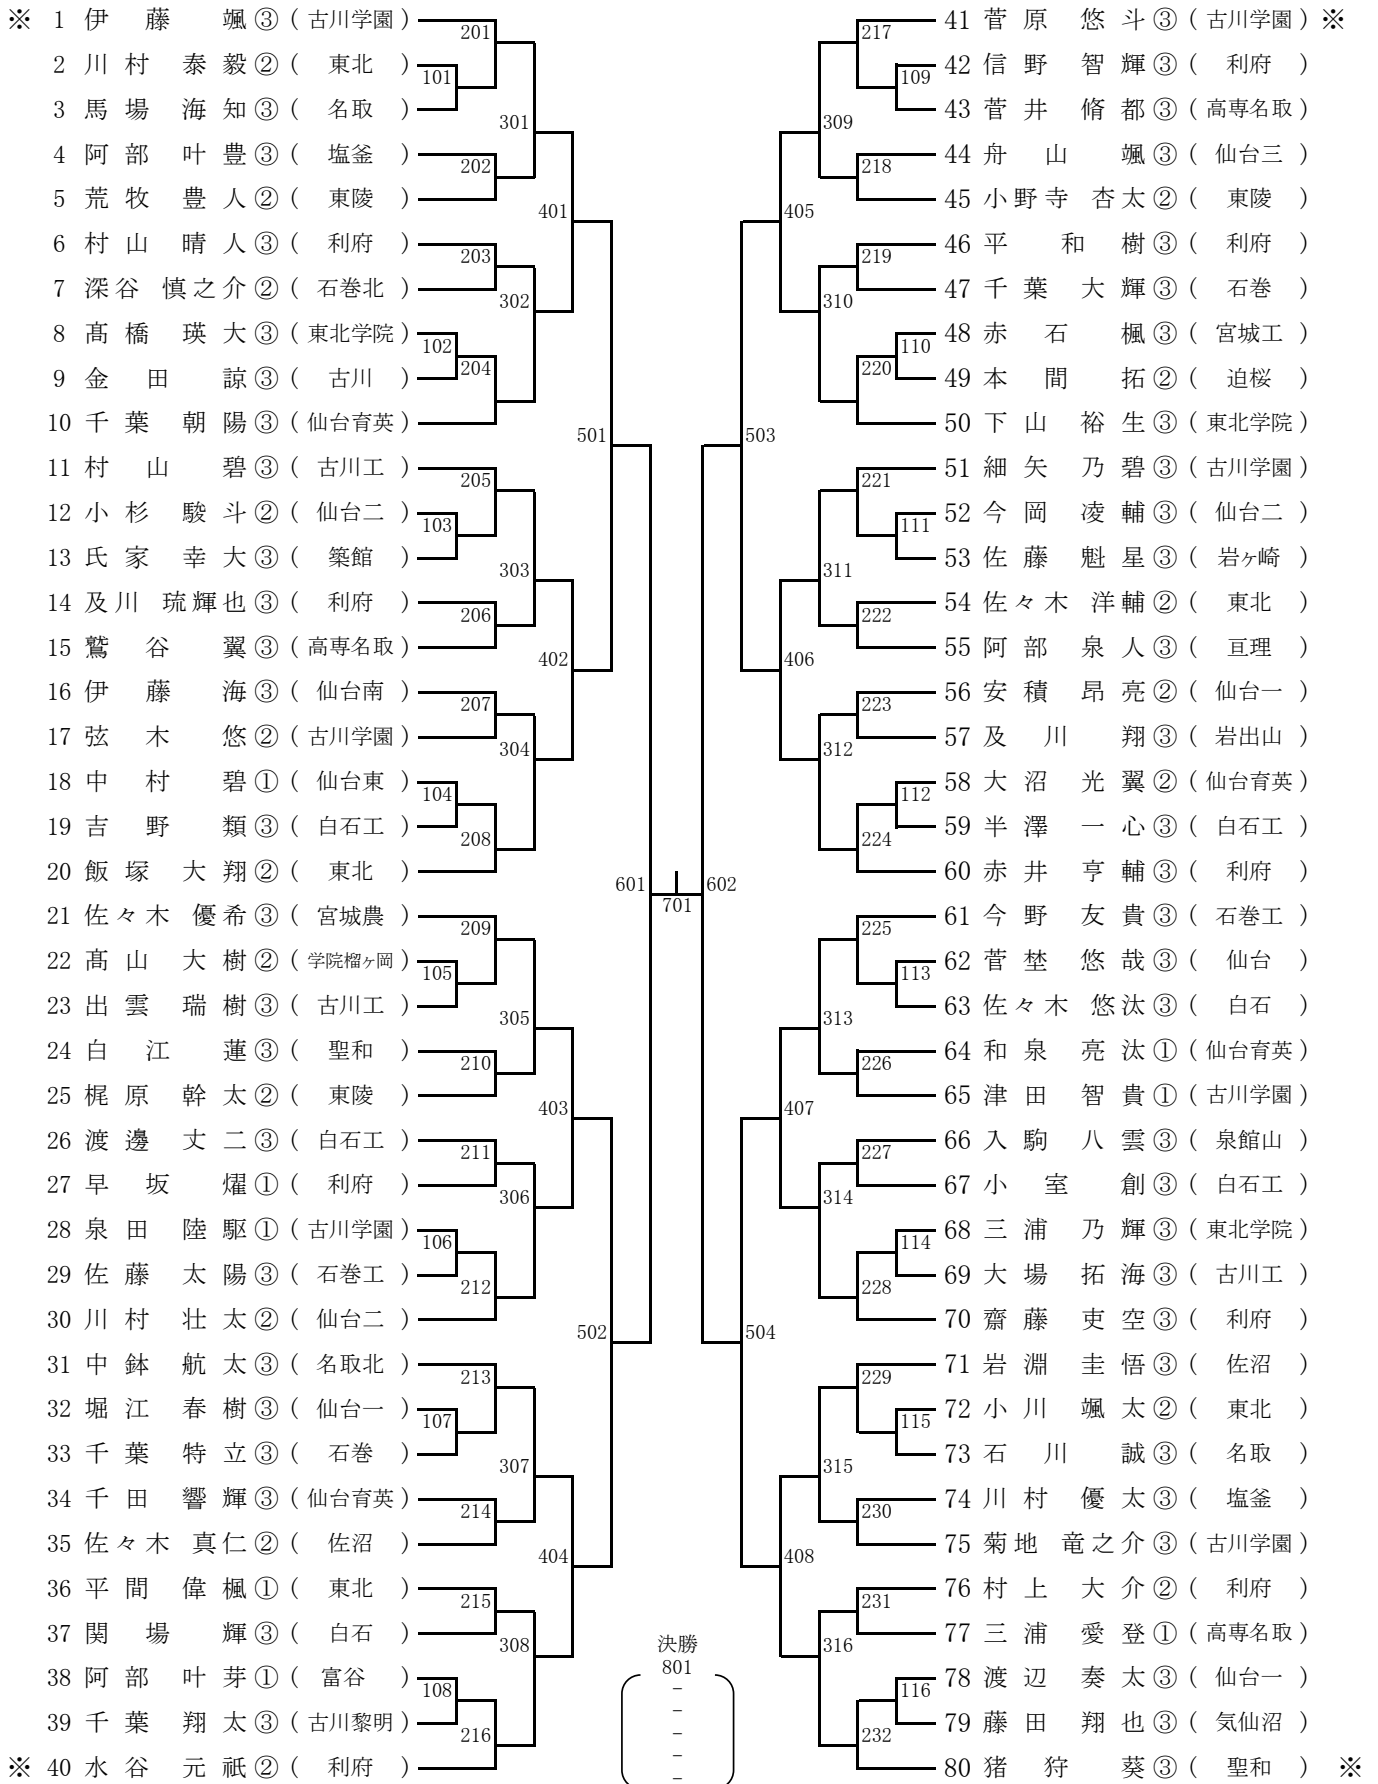 ※ 1 伊藤 颯③(古川学園)
2 川村 泰毅②(東北)
3 馬場 海知③(名取)
4 阿部 叶豊③(塩釜)
5 荒牧 豊人②(東陵)
6 村山 晴人③(利府)
7 深谷 慎之介②(石巻北)
8 髙橋 瑛大③(東北学院)
9 金田 諒③(古川)
10 千葉 朝陽③(仙台育英)
11 村山 碧③(古川工)
12 小杉 駿斗②(仙台二)
13 氏家 幸大③(築館)
14 及川 琉輝也③(利府)
15 鷲谷 翼③(高専名取)
16 伊藤 海③(仙台南)
17 弦木 悠②(古川学園)
18 中村 碧①(仙台東)
19 吉野 類③(白石工)
20 飯塚 大翔②(東北)
21 佐々木 優希③(宮城農)
22 髙山 大樹②(学院榴ヶ岡)
23 出雲 瑞樹③(古川工)
24 白江 蓮③(聖和)
25 梶原 幹太②(東陵)
26 渡邊 丈二③(白石工)
27 早坂 燿①(利府)
28 泉田 陸駆①(古川学園)
29 佐藤 太陽③(石巻工)
30 川村 壮太②(仙台二)
31 中鉢 航太③(名取北)
32 堀江 春樹③(仙台一)
33 千葉 特立③(石巻)
34 千田 響輝③(仙台育英)
35 佐々木 真仁②(佐沼)
36 平間 偉楓①(東北)
37 関場 輝③(白石)
38 阿部 叶芽①(富谷)
39 千葉 翔太③(古川黎明)
※ 40 水谷 元祇②(利府)
101
102
103
104
105
106
107
108
201
202
203
204
205
206
207
208
209
210
211
212
213
214
215
216
301
302
303
304
305
306
307
308
401
402
403
404
501
502
601
701
602
決勝
801
–
–
–
–
–
503
504
405
406
407
408
309
310
311
312
313
314
315
316
217
218
219
220
221
222
223
224
225
226
227
228
229
230
231
232
109
110
111
112
113
114
115
116
41 菅原 悠斗③(古川学園)※
42 信野 智輝③(利府)
43 菅井 脩都③(高専名取)
44 舟山 颯③(仙台三)
45 小野寺 杏太②(東陵)
46 平 和樹③(利府)
47 千葉 大輝③(石巻)
48 赤石 楓③(宮城工)
49 本間 拓②(迫桜)
50 下山 裕生③(東北学院)
51 細矢 乃碧③(古川学園)
52 今岡 凌輔③(仙台二)
53 佐藤 魁星③(岩ヶ崎)
54 佐々木 洋輔②(東北)
55 阿部 泉人③(亘理)
56 安積 昂亮②(仙台一)
57 及川 翔③(岩出山)
58 大沼 光翼②(仙台育英)
59 半澤 一心③(白石工)
60 赤井 亨輔③(利府)
61 今野 友貴③(石巻工)
62 菅埜 悠哉③(仙台)
63 佐々木 悠汰③(白石)
64 和泉 亮汰①(仙台育英)
65 津田 智貴①(古川学園)
66 入駒 八雲③(泉館山)
67 小室 創③(白石工)
68 三浦 乃輝③(東北学院)
69 大場 拓海③(古川工)
70 齋藤 吏空③(利府)
71 岩淵 圭悟③(佐沼)
72 小川 颯太②(東北)
73 石川 誠③(名取)
74 川村 優太③(塩釜)
75 菊地 竜之介③(古川学園)
76 村上 大介②(利府)
77 三浦 愛登①(高専名取)
78 渡辺 奏太③(仙台一)
79 藤田 翔也③(気仙沼)
80 猪狩 葵③(聖和)※